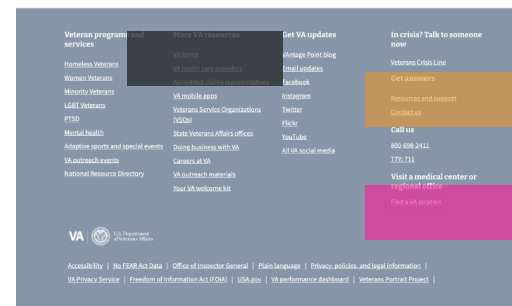 Veteran programs and services
Homeless Veterans
Women Veterans
Minority Veterans
LGBT Veterans
PTSD
Mental health
Adaptive sports and special events
VA outreach events
National Resource Directory
More VA resources
VA forms
VA health care providers
Accredited claims representatives
VA mobile apps
Veterans Service Organizations
(VSOs)
State Veterans Affairs offices
Doing business with VA
Careers at VA
VA outreach materials
Your VA welcome kit
Get VA updates
VAntage Point blog
Email updates
Facebook
Instagram
Twitter
Flickr
YouTube
All VA social media
In crisis? Talk to someone
now
Veterans Crisis Line
Get answers
Resources and support
Contact us
Call us
800-698-2411
TTY: 711
Visit a medical center or
regional office
Find a VA location
VA | U.S. Department
of Veterans Affairs
Accessibility | No FEAR Act Data | Office of Inspector General | Plain language | Privacy, policies, and legal information |
VA Privacy Service | Freedom of Information Act (FOIA) | USA.gov | VA performance dashboard | Veterans Portrait Project |